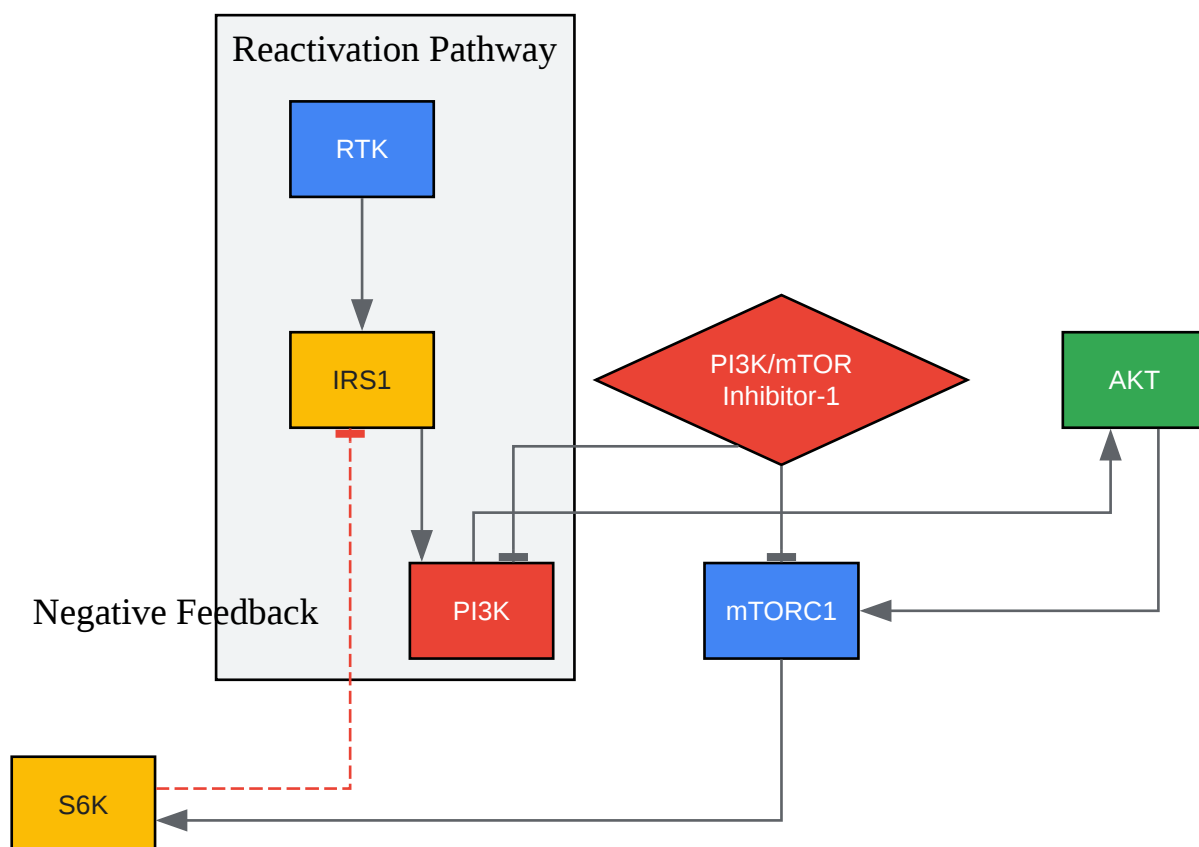 Reactivation Pathway
RTK
IRS1
PI3K/mTOR
Inhibitor-1
AKT
Negative Feedback
PI3K
mTORC1
S6K